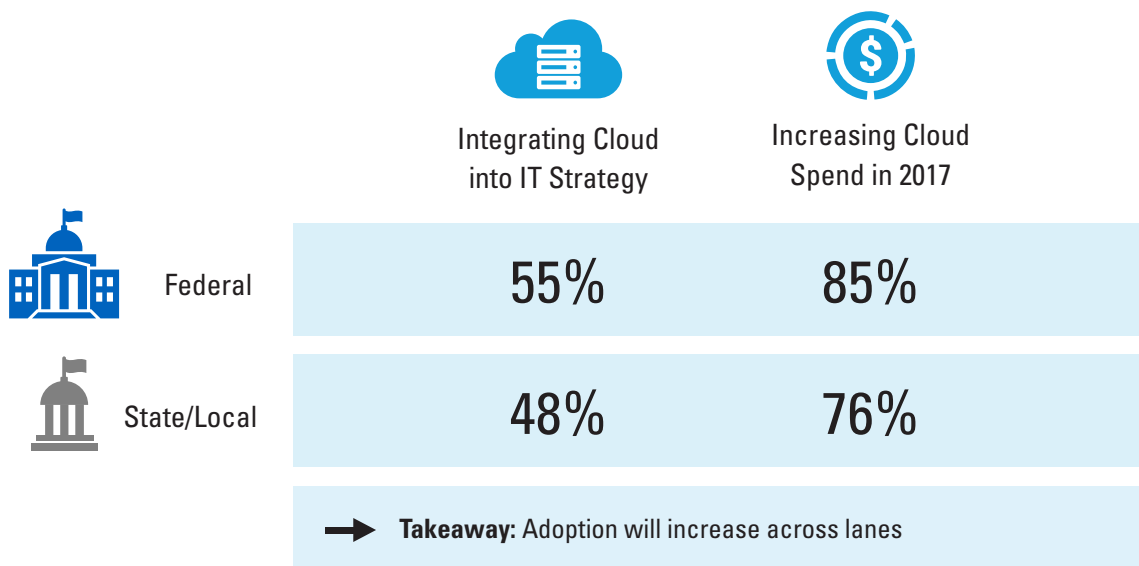 $
Integrating Cloud
into IT Strategy
Increasing Cloud
Spend in 2017
Federal
55%
85%
State/Local
48%
76%
Takeaway: Adoption will increase across lanes